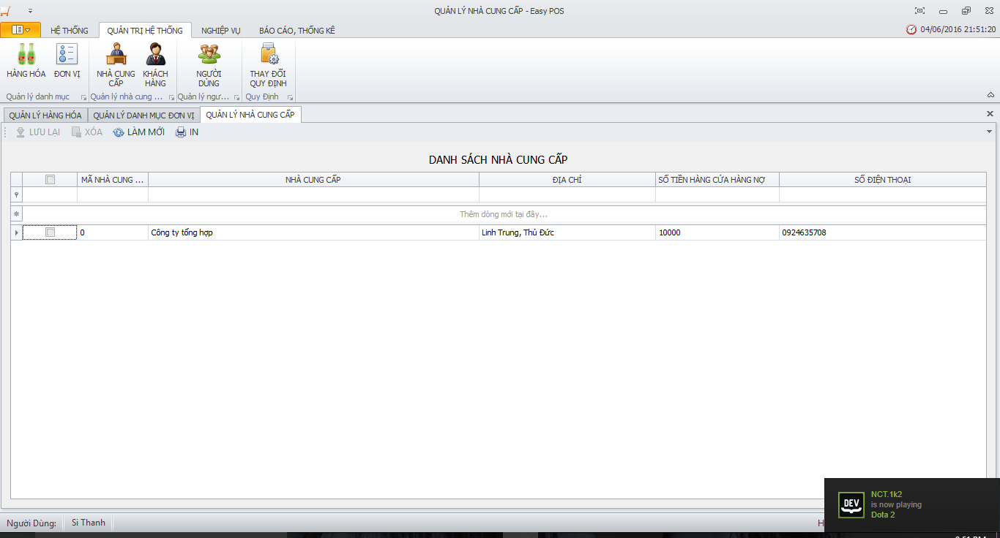 QUẢN LÝ NHÀ CUNG CẤP - Easy POS
HỆ THỐNG QUẢN TRỊ HỆ THỐNG NGHIỆP VỤ BÁO CÁO, THỐNG KÊ 04/06/2016 21:51:20
HÀNG HÓA ĐƠN VỊ NHÀ CUNG CẤP KHÁCH HÀNG NGƯỜI DÙNG THAY ĐỔI QUY ĐỊNH
Quản lý danh mục Quản lý nhà cung ... Quản lý ngư... Quy Định
QUẢN LÝ HÀNG HÓA QUẢN LÝ DANH MỤC ĐƠN VỊ QUẢN LÝ NHÀ CUNG CẤP
LƯU LẠI XÓA LÀM MỚI IN
DANH SÁCH NHÀ CUNG CẤP
MÃ NHÀ CUNG ... NHÀ CUNG CẤP ĐỊA CHỈ SỐ TIỀN HÀNG CỬA HÀNG NỢ SỐ ĐIỆN THOẠI
Thêm dòng mới tại đây...
0 Công ty tổng hợp Linh Trung, Thủ Đức 10000 0924635708
DEV
NCT.1k2
is now playing
Dota 2
Người Dùng: Si Thanh